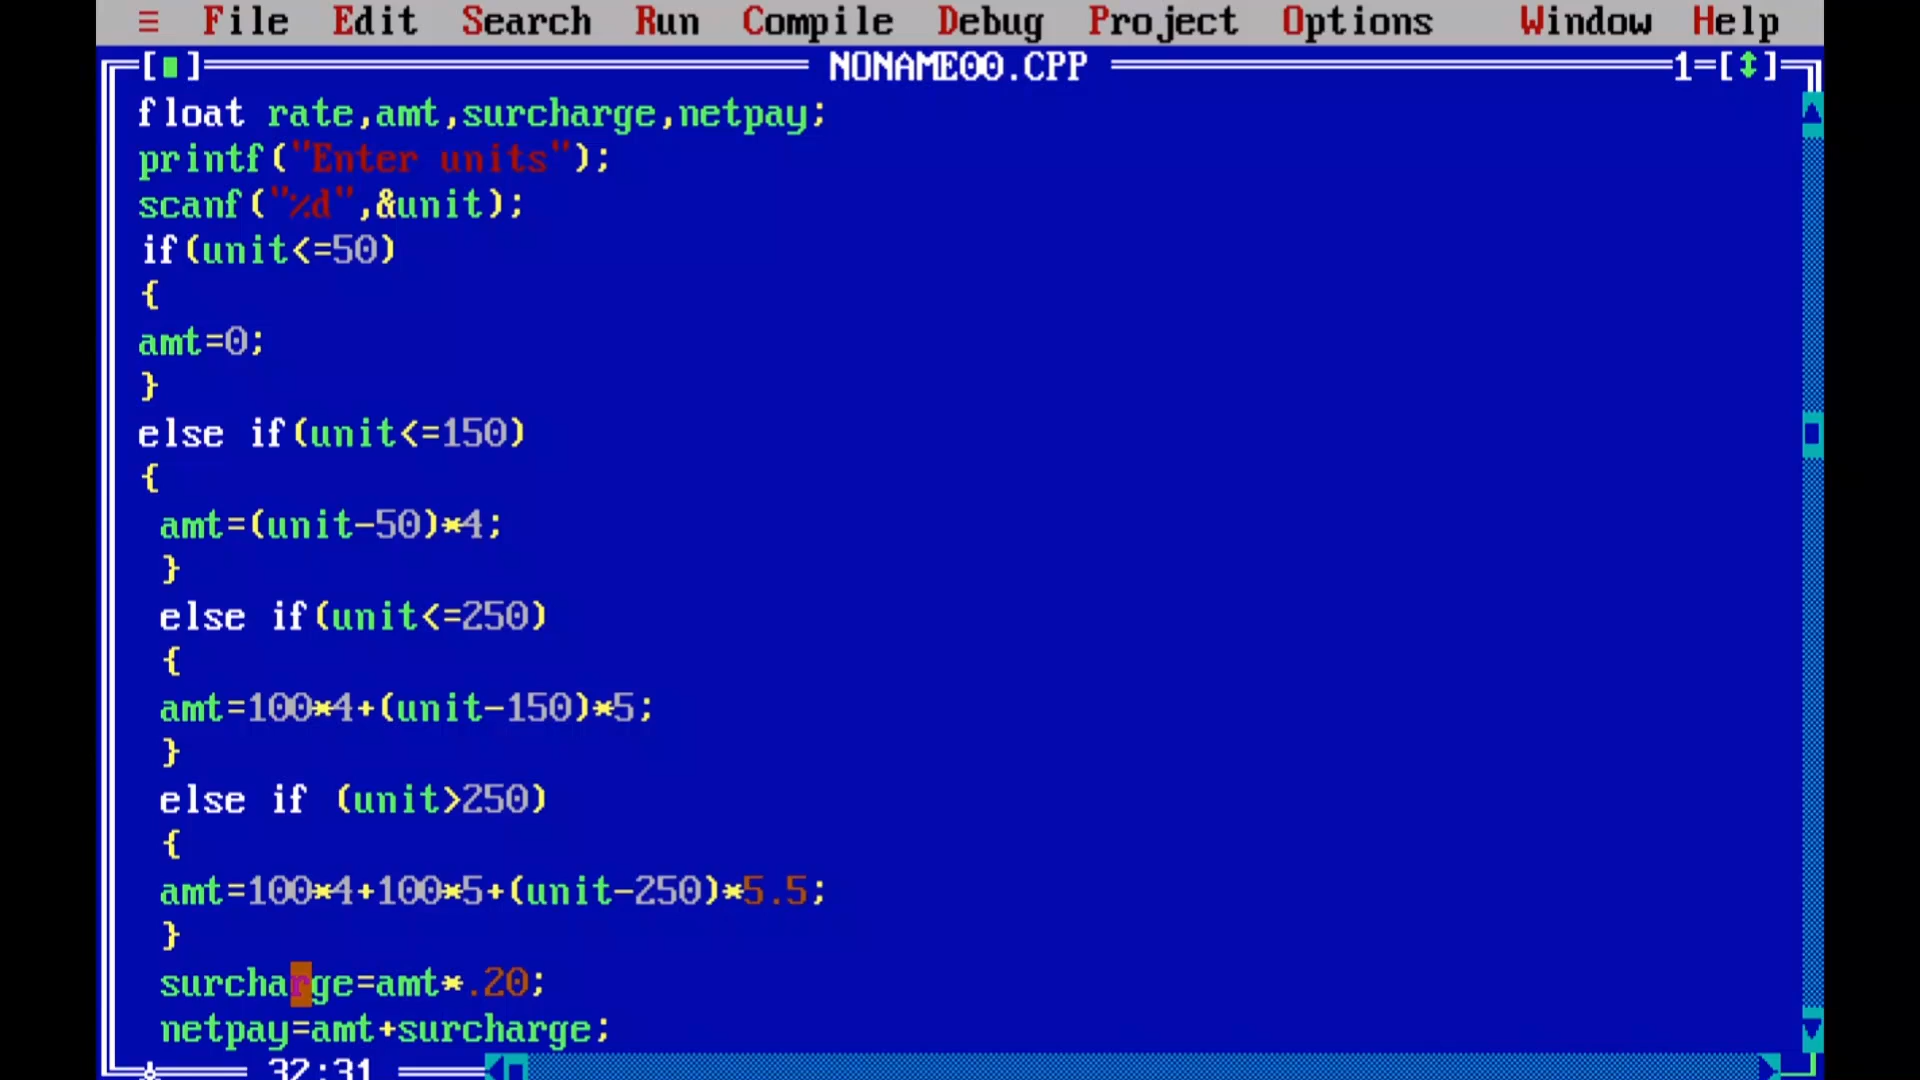 ≡ File Edit Search Run Compile Debug Project Options Window Help
[■] NONAME00.CPP 1=[↕]
float rate,amt,surcharge,netpay;
printf("Enter units");
scanf("%d",&unit);
if(unit<=50)
{
amt=0;
}
else if(unit<=150)
{
amt=(unit-50)*4;
}
else if(unit<=250)
{
amt=100*4+(unit-150)*5;
}
else if (unit>250)
{
amt=100*4+100*5+(unit-250)*5.5;
}
surcharge=amt*.20;
netpay=amt+surcharge;
32:31